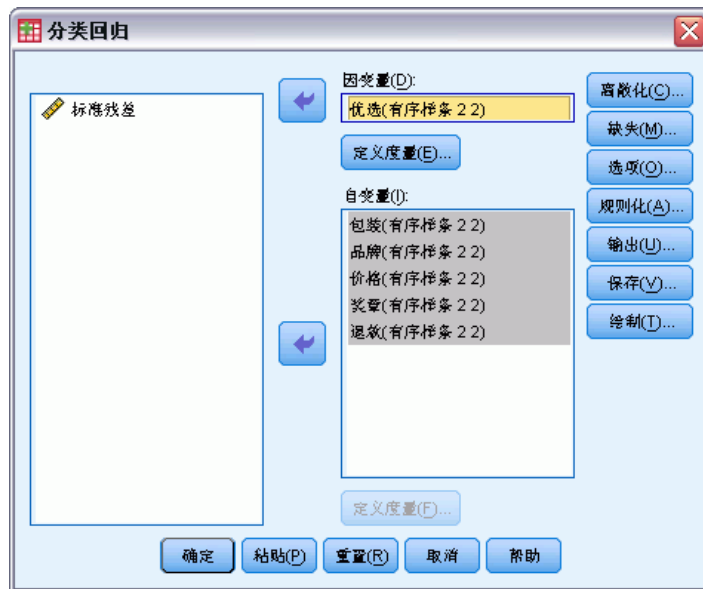 分类回归
标准残差
因变量(D):
优选(有序样条 2 2)
定义度量(E)...
自变量(I):
包装(有序样条 2 2)
品牌(有序样条 2 2)
价格(有序样条 2 2)
奖章(有序样条 2 2)
退款(有序样条 2 2)
定义度量(F)...
离散化(C)...
缺失(M)...
选项(O)...
规则化(A)...
输出(U)...
保存(V)...
绘制(T)...
确定 粘贴(P) 重置(R) 取消 帮助